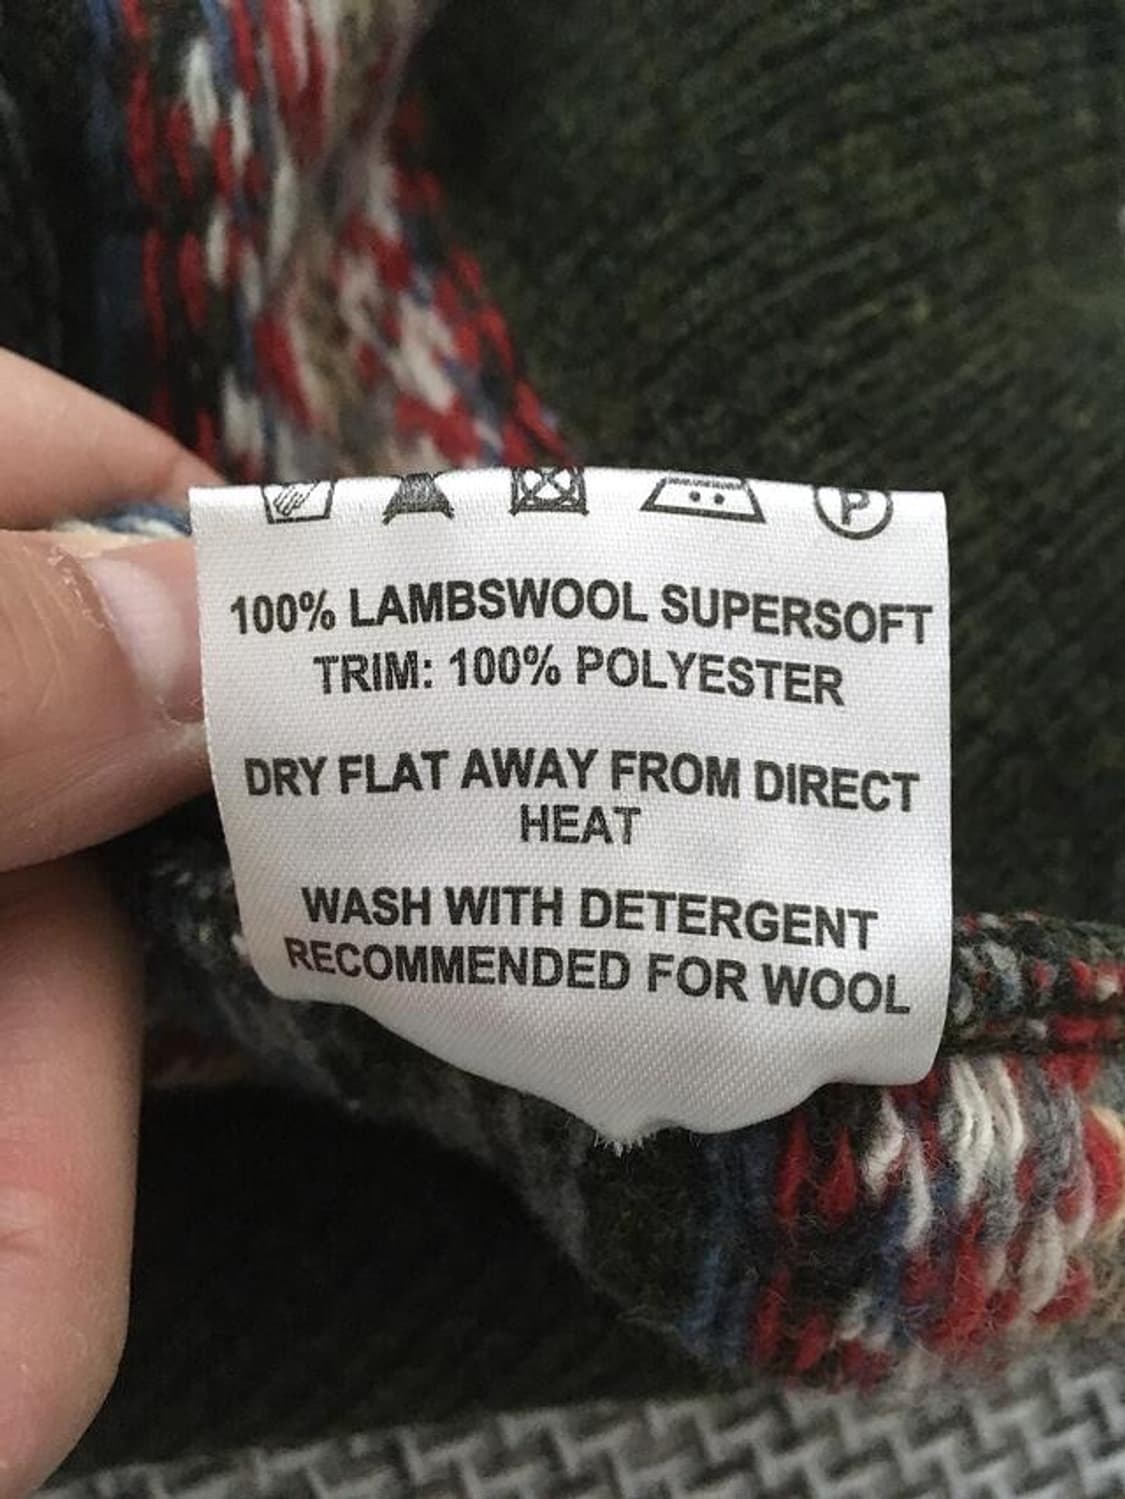 P
100% LAMBSWOOL SUPERSOFT
TRIM: 100% POLYESTER
DRY FLAT AWAY FROM DIRECT
HEAT
WASH WITH DETERGENT
RECOMMENDED FOR WOOL